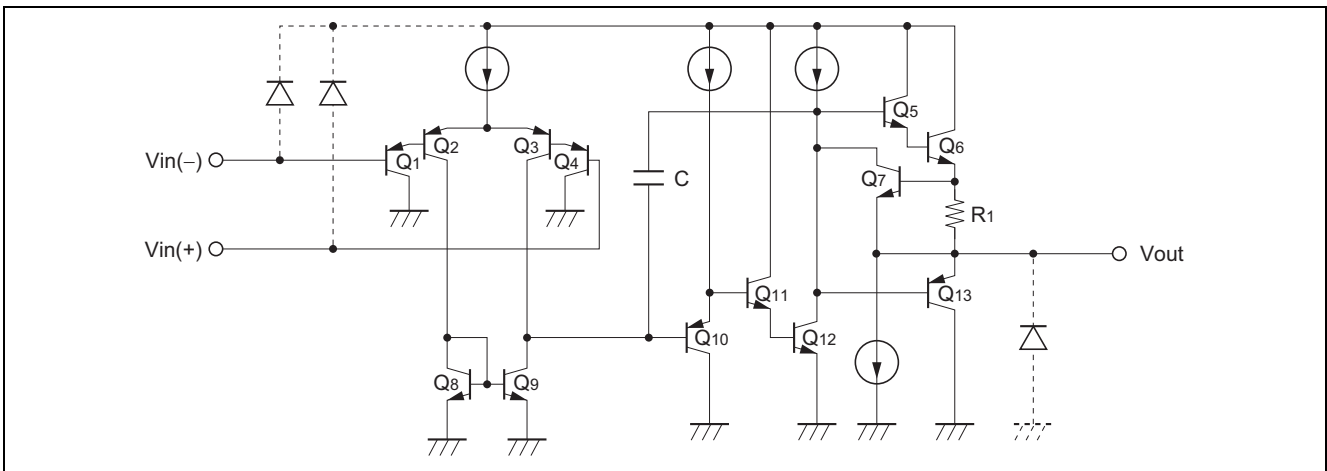 Q5
Q1
Q2
Q3
Q4
Q6
Vin(−)
C
Q7
R1
Vin(+)
Vout
Q11
Q13
Q10
Q12
Q8
Q9